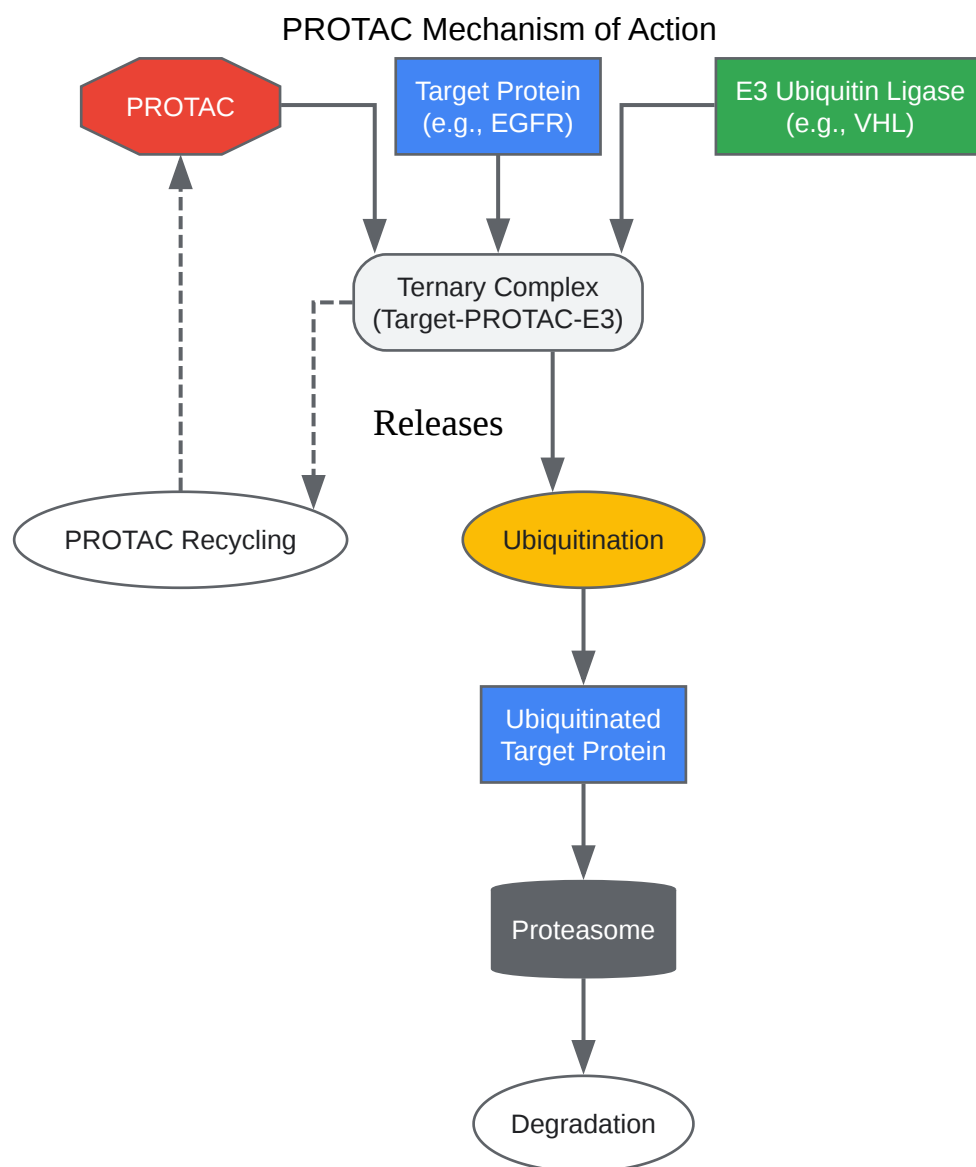 PROTAC Mechanism of Action
PROTAC
Target Protein
(e.g., EGFR)
E3 Ubiquitin Ligase
(e.g., VHL)
Ternary Complex
(Target-PROTAC-E3)
Releases
PROTAC Recycling
Ubiquitination
Ubiquitinated
Target Protein
Proteasome
Degradation